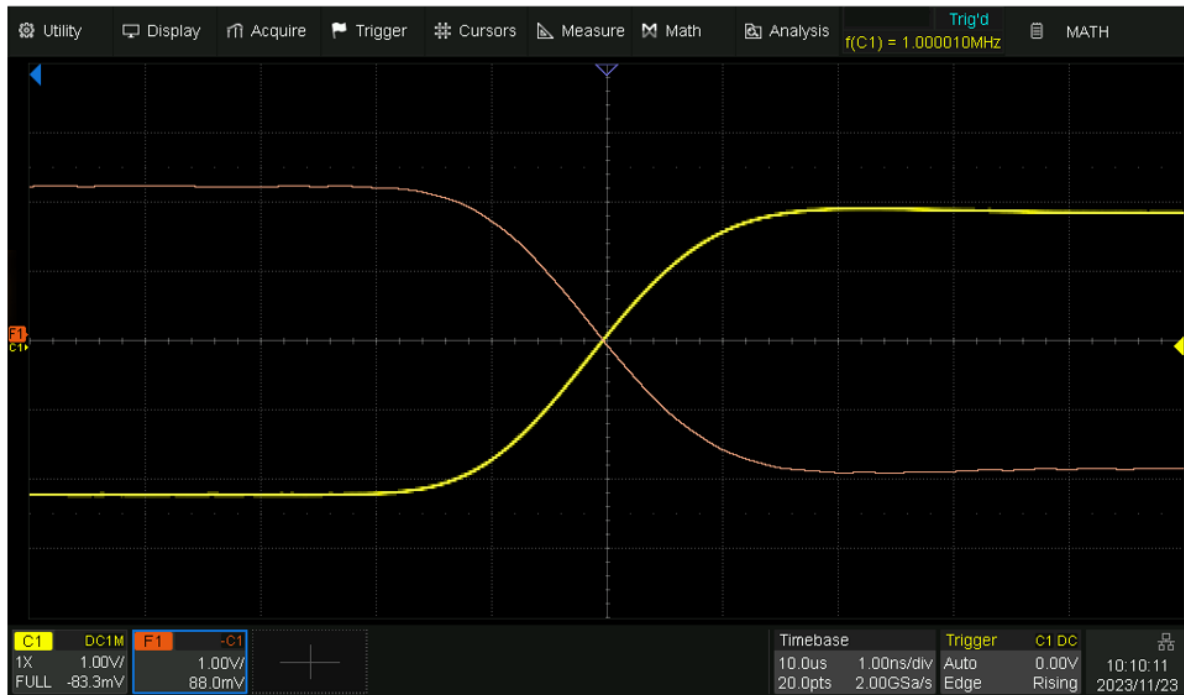 Utility Display Acquire Trigger Cursors Measure Math Analysis Trig'd MATH
f(C1) = 1.000010MHz
F1
C1
C1 DC1M F1 -C1 Timebase Trigger C1 DC
1X 1.00V/ 1.00V/ 10.0us 1.00ns/div Auto 0.00V 10:10:11
FULL -83.3mV 88.0mV 20.0pts 2.00GSa/s Edge Rising 2023/11/23